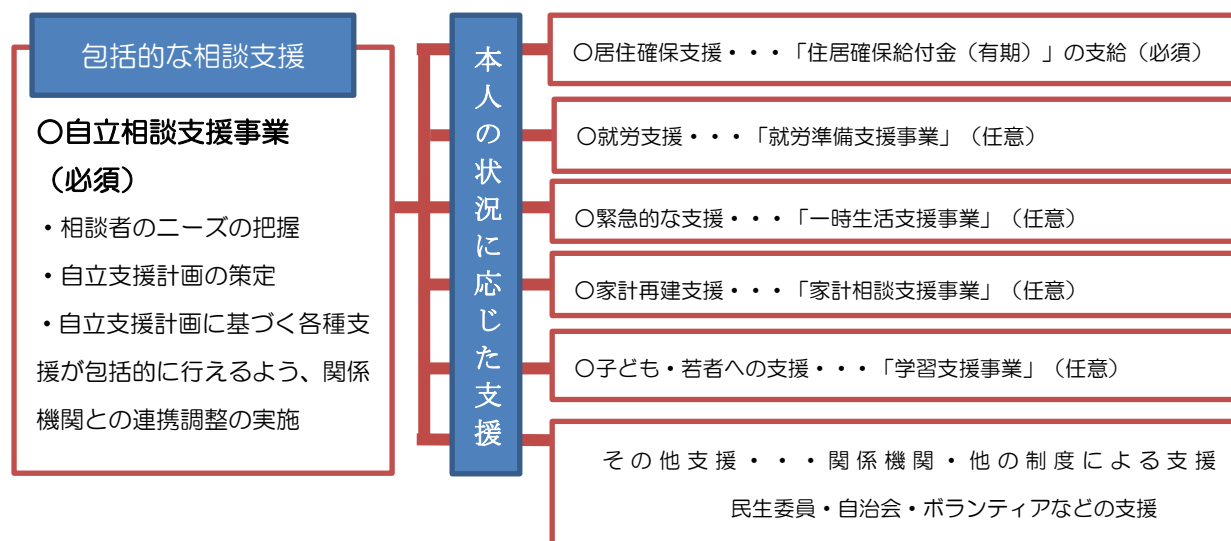 包括的な相談支援
〇自立相談支援事業
（必須）
・相談者のニーズの把握
・自立支援計画の策定
・自立支援計画に基づく各種支
援が包括的に行えるよう、関係
機関との連携調整の実施
本人の状況に応じた支援
〇居住確保支援・・・「住居確保給付金（有期）」の支給（必須）
〇就労支援・・・「就労準備支援事業」（任意）
〇緊急的な支援・・・「一時生活支援事業」（任意）
〇家計再建支援・・・「家計相談支援事業」（任意）
〇子ども・若者への支援・・・「学習支援事業」（任意）
その他支援・・・関係機関・他の制度による支援
民生委員・自治会・ボランティアなどの支援